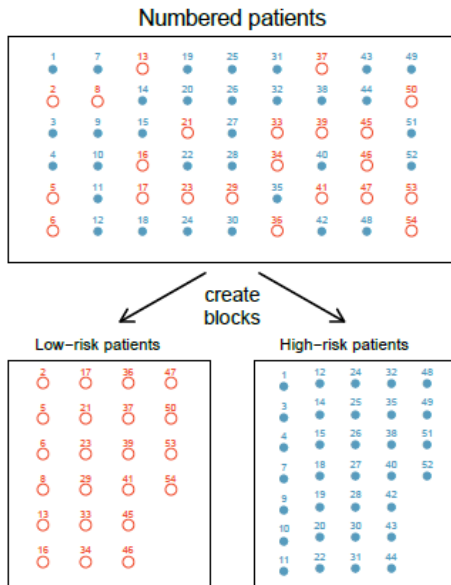 Numbered patients
1 7 13 19 25 31 37 43 49
2 8 14 20 26 32 38 44 50
3 9 15 21 27 33 39 45 51
4 10 16 22 28 34 40 46 52
5 11 17 23 29 35 41 47 53
6 12 18 24 30 36 42 48 54
create
blocks
Low-risk patients
2 17 36 47
5 21 37 50
6 23 39 53
8 29 41 54
13 33 45
16 34 46
High-risk patients
1 12 24 32 48
3 14 25 35 49
4 15 26 38 51
7 18 27 40 52
9 19 28 42
10 20 30 43
11 22 31 44